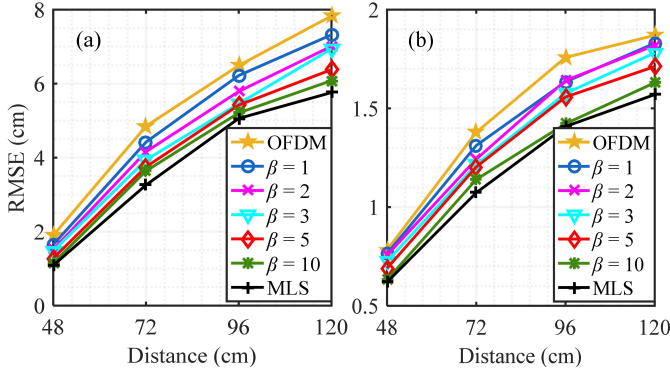 8
6
4
2
0
RMSE (cm)
(a)
OFDM
β = 1
β = 2
β = 3
β = 5
β = 10
MLS
48 72 96 120
Distance (cm)
2
1.5
1
0.5
(b)
OFDM
β = 1
β = 2
β = 3
β = 5
β = 10
MLS
48 72 96 120
Distance (cm)